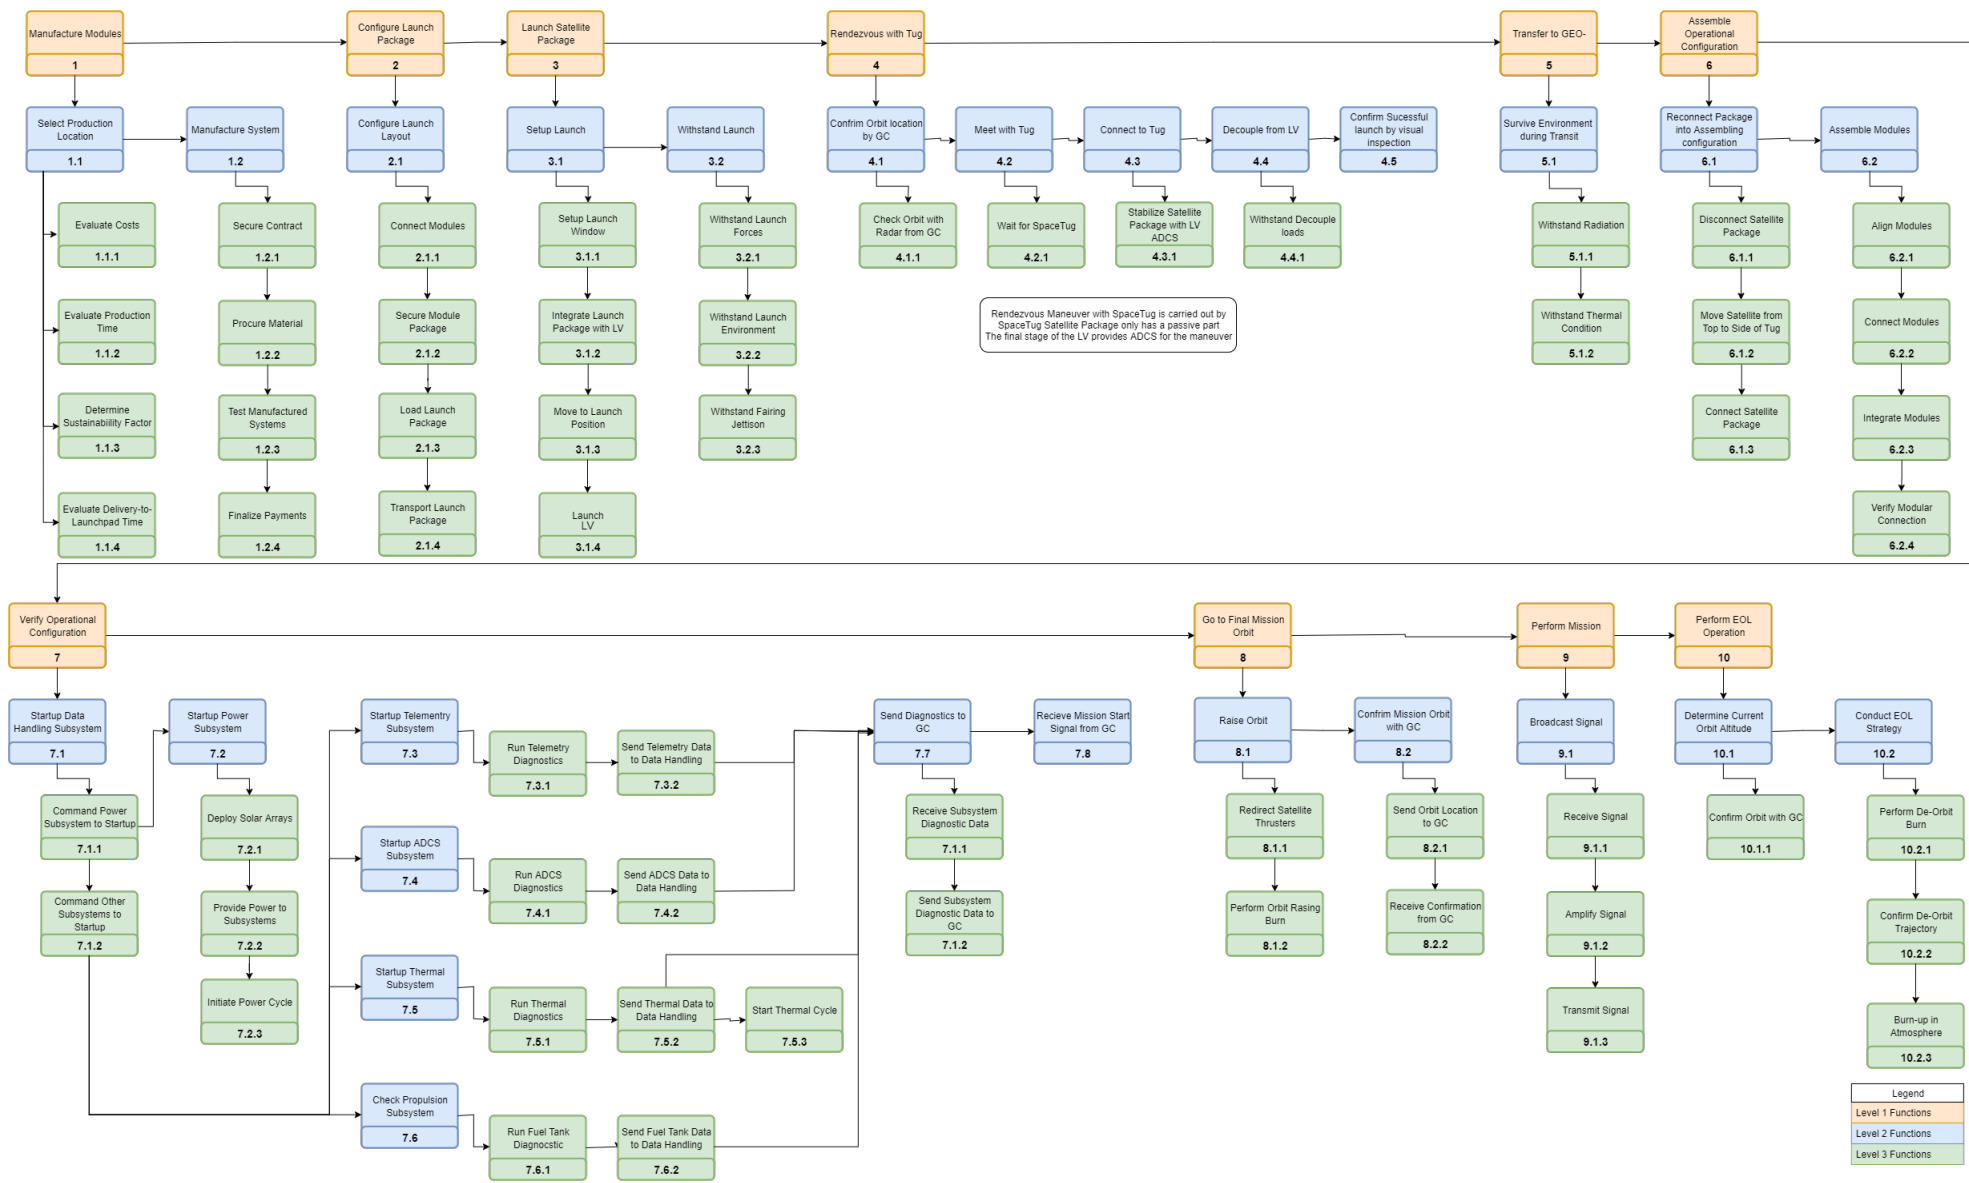 Manufacture Modules
1
Configure Launch
Package
2
Launch Satellite
Package
3
Rendezvous with Tug
4
Transfer to GEO-
5
Assemble
Operational
Configuration
6
Select Production
Location
1.1
Manufacture System
1.2
Configure Launch
Layout
2.1
Setup Launch
3.1
Withstand Launch
3.2
Confrim Orbit location
by GC
4.1
Meet with Tug
4.2
Connect to Tug
4.3
Decouple from LV
4.4
Confirm Sucessful
launch by visual
inspection
4.5
Survive Environment
during Transit
5.1
Reconnect Package
into Assembling
configuration
6.1
Assemble Modules
6.2
Evaluate Costs
1.1.1
Secure Contract
1.2.1
Connect Modules
2.1.1
Setup Launch
Window
3.1.1
Withstand Launch
Forces
3.2.1
Check Orbit with
Radar from GC
4.1.1
Wait for SpaceTug
4.2.1
Stabilize Satellite
Package with LV
ADCS
4.3.1
Withstand Decouple
loads
4.4.1
Withstand Radiation
5.1.1
Disconnect Satellite
Package
6.1.1
Align Modules
6.2.1
Evaluate Production
Time
1.1.2
Procure Material
1.2.2
Secure Module
Package
2.1.2
Integrate Launch
Package with LV
3.1.2
Withstand Launch
Environment
3.2.2
Rendezvous Maneuver with SpaceTug is carried out by
SpaceTug Satellite Package only has a passive part
The final stage of the LV provides ADCS for the maneuver
Withstand Thermal
Condition
5.1.2
Move Satellite from
Top to Side of Tug
6.1.2
Connect Modules
6.2.2
Determine
Sustainabiility Factor
1.1.3
Test Manufactured
Systems
1.2.3
Load Launch
Package
2.1.3
Move to Launch
Position
3.1.3
Withstand Fairing
Jettison
3.2.3
Connect Satellite
Package
6.1.3
Integrate Modules
6.2.3
Evaluate Delivery-to-
Launchpad Time
1.1.4
Finalize Payments
1.2.4
Transport Launch
Package
2.1.4
Launch
LV
3.1.4
Verify Modular
Connection
6.2.4
Verify Operational
Configuration
7
Go to Final Mission
Orbit
8
Perform Mission
9
Perform EOL
Operation
10
Startup Data
Handling Subsystem
7.1
Startup Power
Subsystem
7.2
Startup Telementry
Subsystem
7.3
Send Diagnostics to
GC
7.7
Recieve Mission Start
Signal from GC
7.8
Raise Orbit
8.1
Confrim Mission Orbit
with GC
8.2
Broadcast Signal
9.1
Determine Current
Orbit Altitude
10.1
Conduct EOL
Strategy
10.2
Run Telemetry
Diagnostics
7.3.1
Send Telemetry Data
to Data Handling
7.3.2
Command Power
Subsystem to Startup
7.1.1
Deploy Solar Arrays
7.2.1
Receive Subsystem
Diagnostic Data
7.1.1
Redirect Satellite
Thrusters
8.1.1
Send Orbit Location
to GC
8.2.1
Receive Signal
9.1.1
Confirm Orbit with GC
10.1.1
Perform De-Orbit
Burn
10.2.1
Startup ADCS
Subsystem
7.4
Run ADCS
Diagnostics
7.4.1
Send ADCS Data to
Data Handling
7.4.2
Command Other
Subsystems to
Startup
7.1.2
Provide Power to
Subsystems
7.2.2
Send Subsystem
Diagnostic Data to
GC
7.1.2
Perform Orbit Rasing
Burn
8.1.2
Receive Confirmation
from GC
8.2.2
Amplify Signal
9.1.2
Confirm De-Orbit
Trajectory
10.2.2
Startup Thermal
Subsystem
7.5
Initiate Power Cycle
7.2.3
Run Thermal
Diagnostics
7.5.1
Send Thermal Data to
Data Handling
7.5.2
Start Thermal Cycle
7.5.3
Transmit Signal
9.1.3
Burn-up in
Atmosphere
10.2.3
Check Propulsion
Subsystem
7.6
Run Fuel Tank
Diagnocstic
7.6.1
Send Fuel Tank Data
to Data Handling
7.6.2
Legend
Level 1 Functions
Level 2 Functions
Level 3 Functions